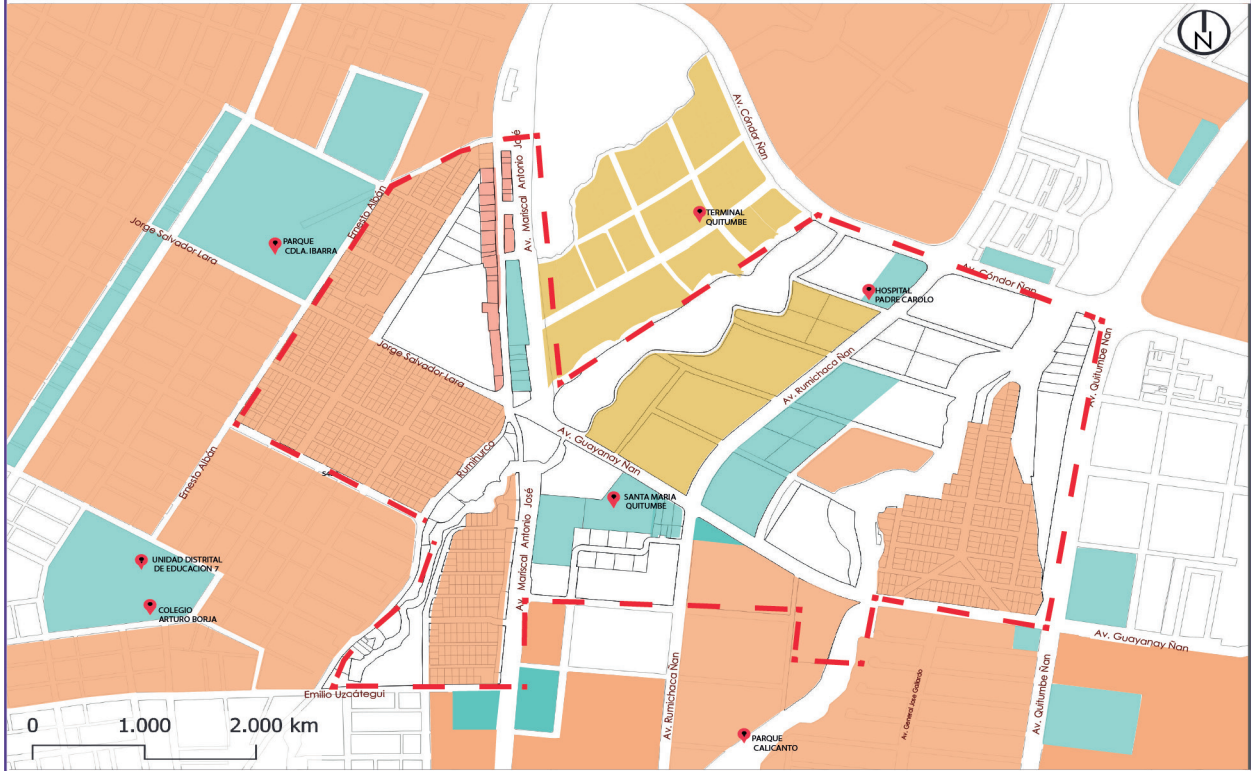 N
Av. Cóndor Ñan
Av. Mariscal Antonio José
Ernesto Albán
Jorge Salvador Lara
PARQUE
CDLA. IBARRA
TERMINAL
QUITUMBE
HOSPITAL
PADRE CAROLO
Av. Cóndor Ñan
Av. Quitumbe Ñan
Jorge Salvador Lara
Av. Rumichaca Ñan
Av. Guayanay Ñan
Ernesto Albán
Rumihurco
SANTA MARIA
QUITUMBE
Av. Mariscal Antonio José
UNIDAD DISTRITAL
DE EDUCACIÓN 7
COLEGIO
ARTURO BORJA
Av. Guayanay Ñan
Av. Rumichaca Ñan
Av. General Jose Gallardo
Av. Quitumbe Ñan
Emilio Uzcátegui
PARQUE
CALICANTO
0 1.000 2.000 km